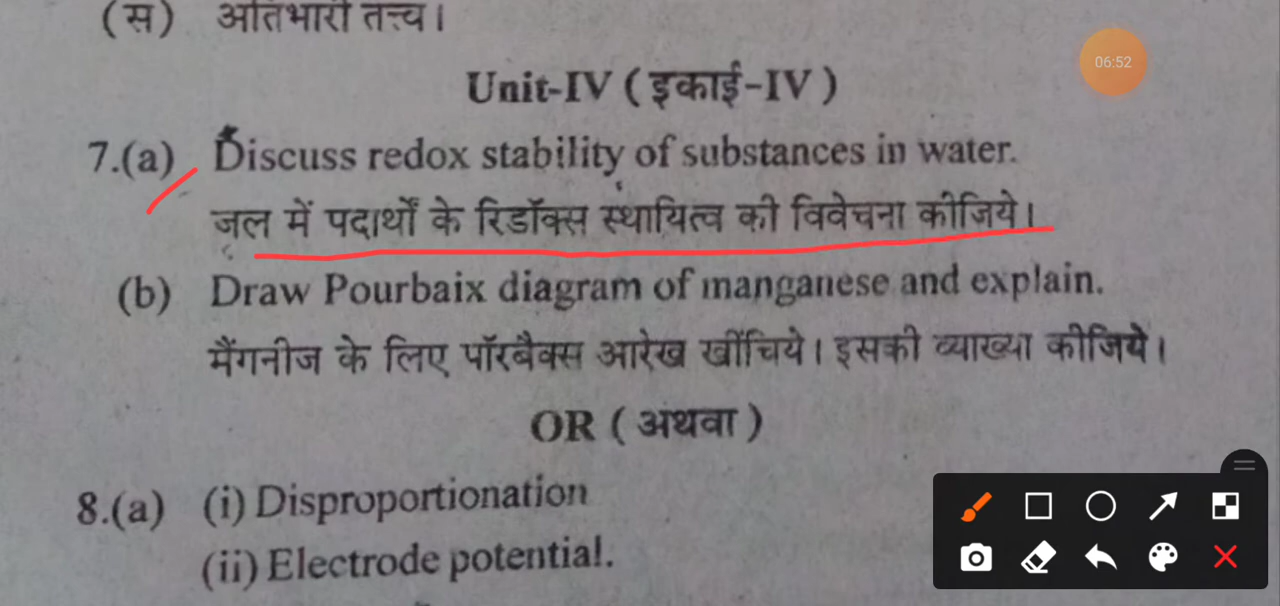 (स) अतिभारी तत्त्व।
06:52
Unit-IV ( इकाई-IV )
7.(a) Discuss redox stability of substances in water.
जल में पदार्थों के रिडॉक्स स्थायित्व की विवेचना कीजिये।
(b) Draw Pourbaix diagram of manganese and explain.
मैंगनीज के लिए पॉरबैक्स आरेख खींचिये। इसकी व्याख्या कीजिये।
OR ( अथवा )
8.(a) (i) Disproportionation
(ii) Electrode potential.